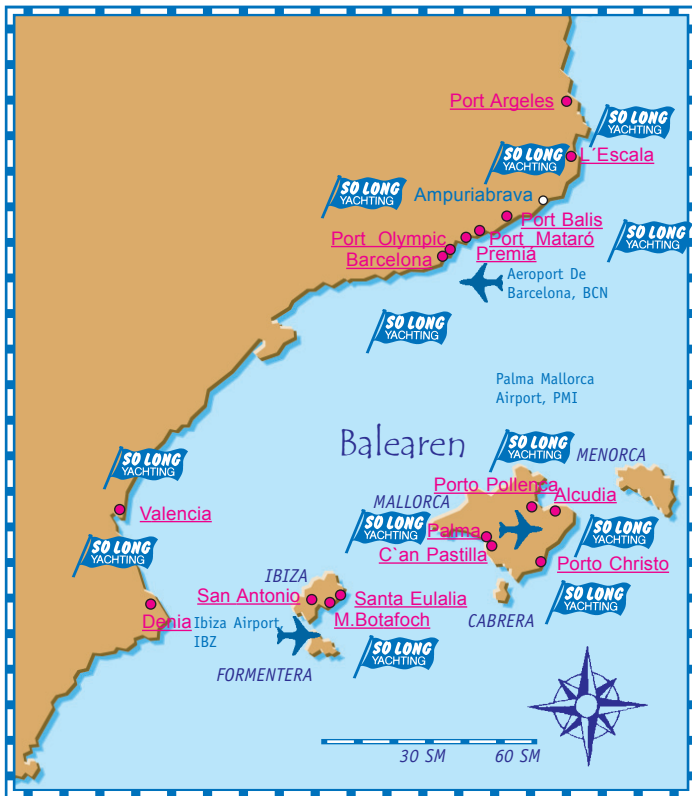 Port Argeles
SO LONG
YACHTING
SO LONG
YACHTING
L´Escala
SO LONG
YACHTING
Ampuriabrava
Port Balis
SO LONG
YACHTING
Port Olympic
Port Mataró
Barcelona
Premiá
Aeroport De
Barcelona, BCN
SO LONG
YACHTING
Palma Mallorca
Airport, PMI
Balearen
SO LONG
YACHTING
MENORCA
SO LONG
YACHTING
Porto Pollenca
Alcudia
MALLORCA
Valencia
SO LONG
YACHTING
Palma
SO LONG
YACHTING
C`an Pastilla
SO LONG
YACHTING
Porto Christo
IBIZA
San Antonio
Santa Eulalia
SO LONG
YACHTING
CABRERA
Denia
Ibiza Airport,
IBZ
M.Botafoch
SO LONG
YACHTING
FORMENTERA
30 SM
60 SM